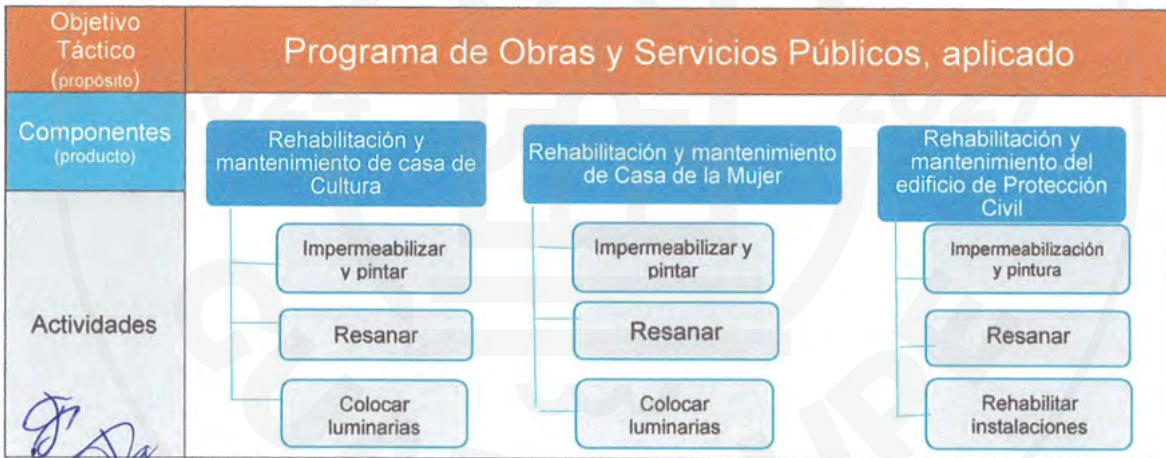 Objetivo
Táctico
(propósito)
Programa de Obras y Servicios Públicos, aplicado
Componentes
(producto)
Rehabilitación y
mantenimiento de casa de
Cultura
Rehabilitación y mantenimiento
de Casa de la Mujer
Rehabilitación y
mantenimiento del
edificio de Protección
Civil
Actividades
Impermeabilizar
y pintar
Resanar
Colocar
luminarias
Impermeabilizar y
pintar
Resanar
Colocar
luminarias
Impermeabilización
y pintura
Resanar
Rehabilitar
instalaciones